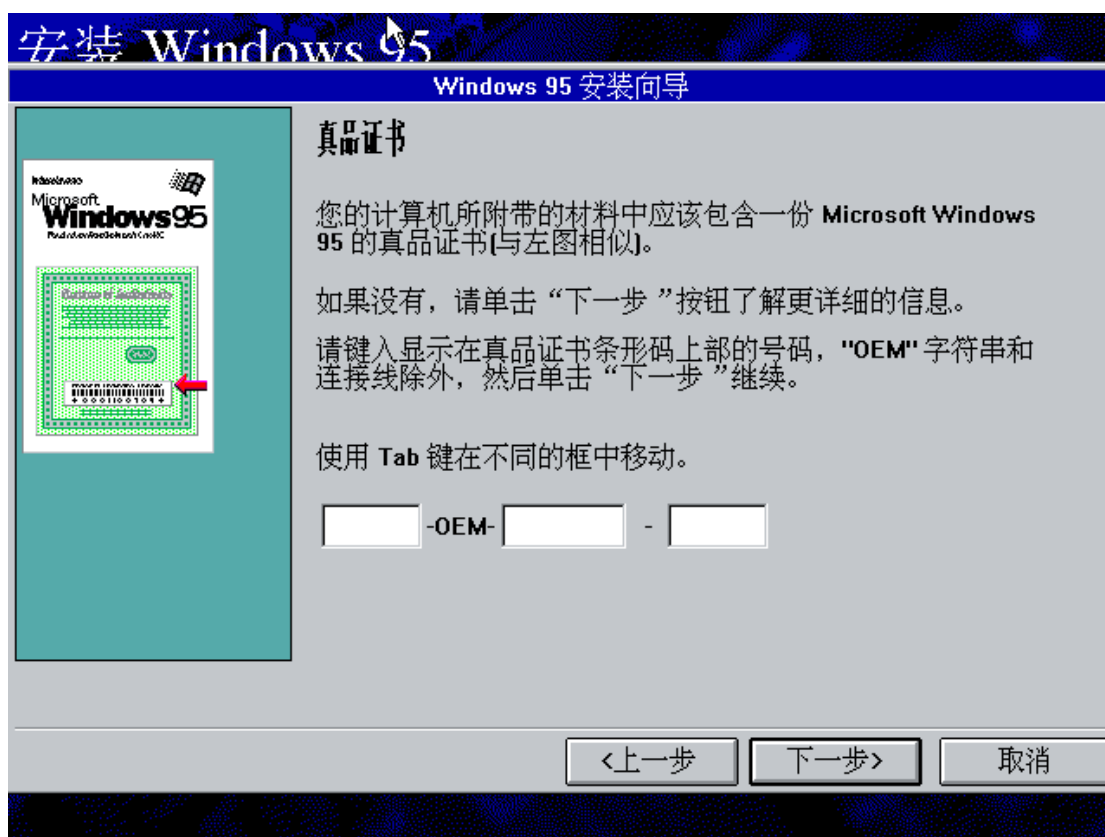 安装 Windows 95
Windows 95 安装向导
真品证书
Microsoft
Windows95
您的计算机所附带的材料中应该包含一份 Microsoft Windows
95 的真品证书(与左图相似)。
如果没有，请单击“下一步 ”按钮了解更详细的信息。
请键入显示在真品证书条形码上部的号码，"OEM" 字符串和
连接线除外，然后单击“下一步 ”继续。
使用 Tab 键在不同的框中移动。
-OEM- -
<上一步 下一步> 取消